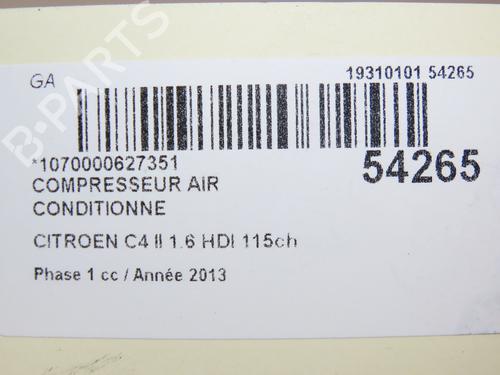 GA
19310101 54265
*1070000627351
54265
COMPRESSEUR AIR
CONDITIONNE
CITROEN C4 II 1.6 HDI 115ch
Phase 1 cc / Année 2013
B-PARTS